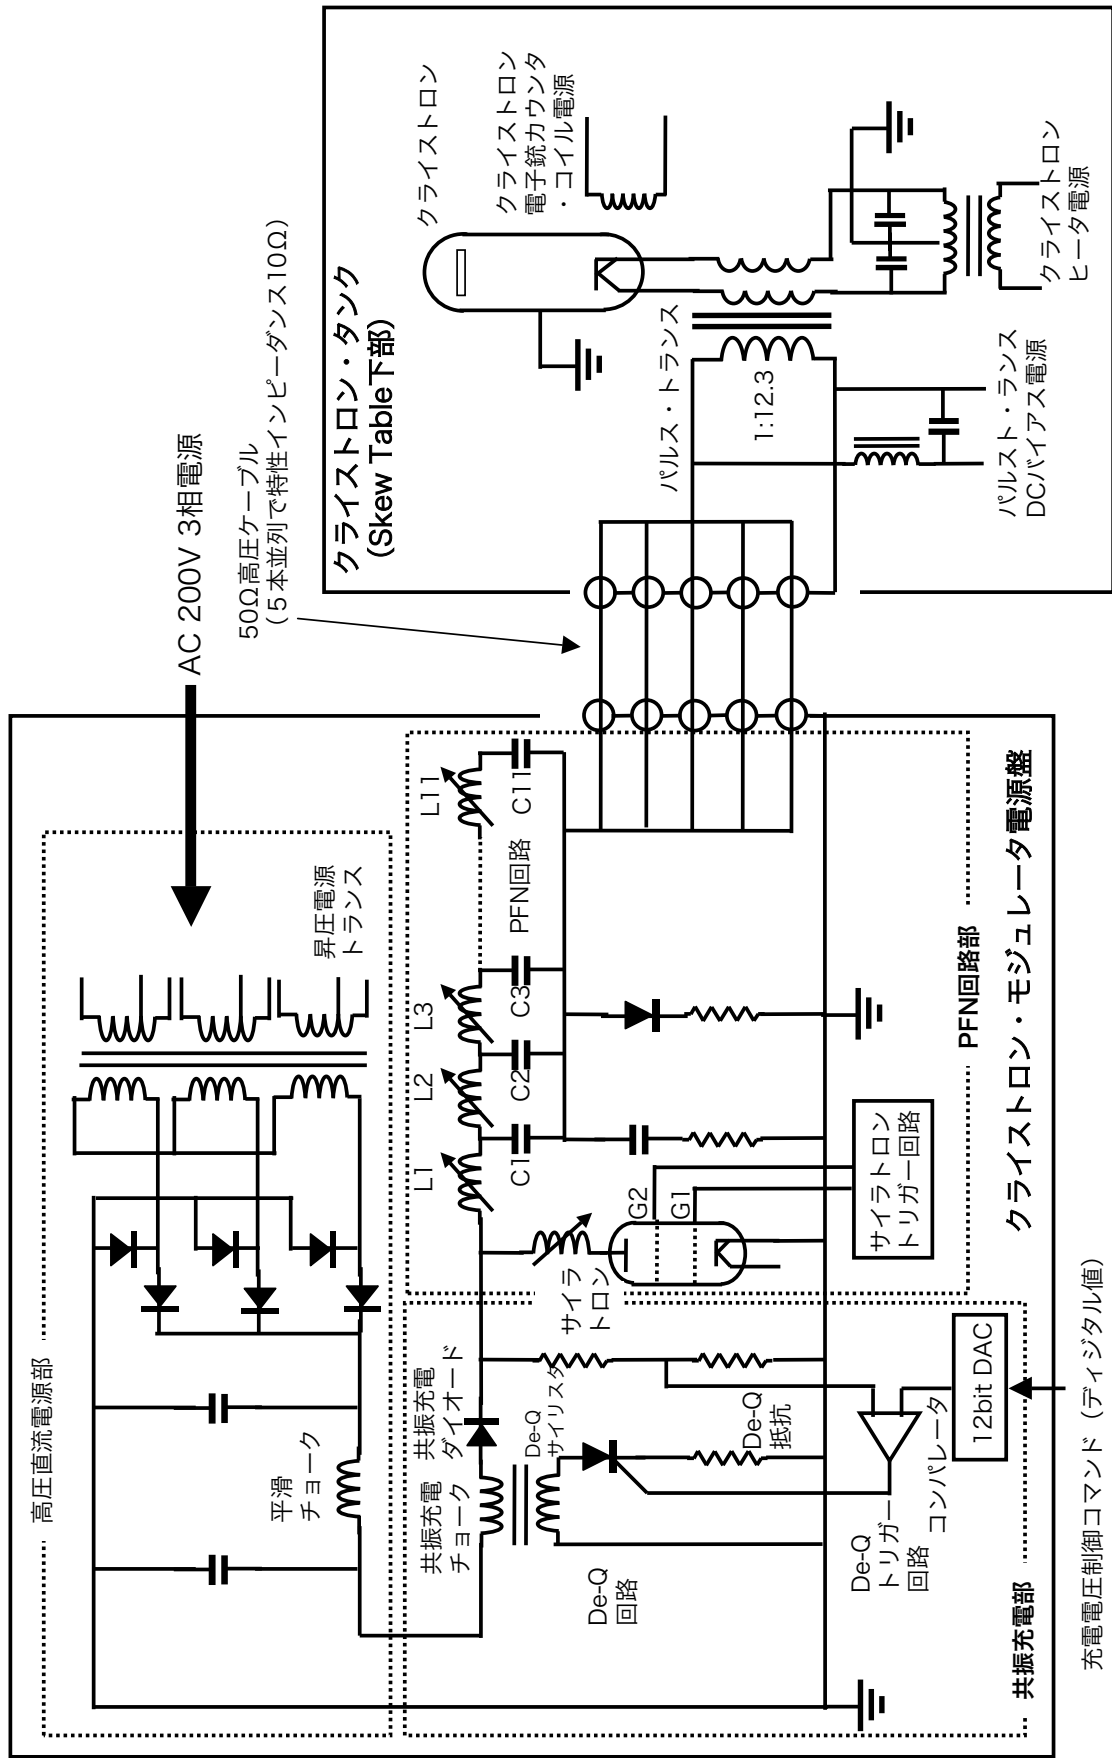 高圧直流電源部
平滑
チョーク
昇圧電源
トランス
AC 200V 3相電源
50Ω高圧ケーブル
(５本並列で特性インピーダンス10Ω)
クライストロン・タンク
(Skew Table下部)
クライストロン
クライストロン
電子銃カウンタ
・コイル電源
共振充電
チョーク
共振充電
ダイオード
De-Q
サイリスタ
De-Q
回路
サイラ
トロン
L1
L2
L3
L11
C1
C2
C3
C11
PFN回路
G2
G1
パルス・トランス
1:12.3
De-Q
抵抗
De-Q
トリガー
回路
コンパレータ
12bit DAC
サイラトロン
トリガー回路
PFN回路部
パルスト・ランス
DCバイアス電源
クライストロン
ヒータ電源
共振充電部
クライストロン・モジュレータ電源盤
充電電圧制御コマンド (ディジタル値)